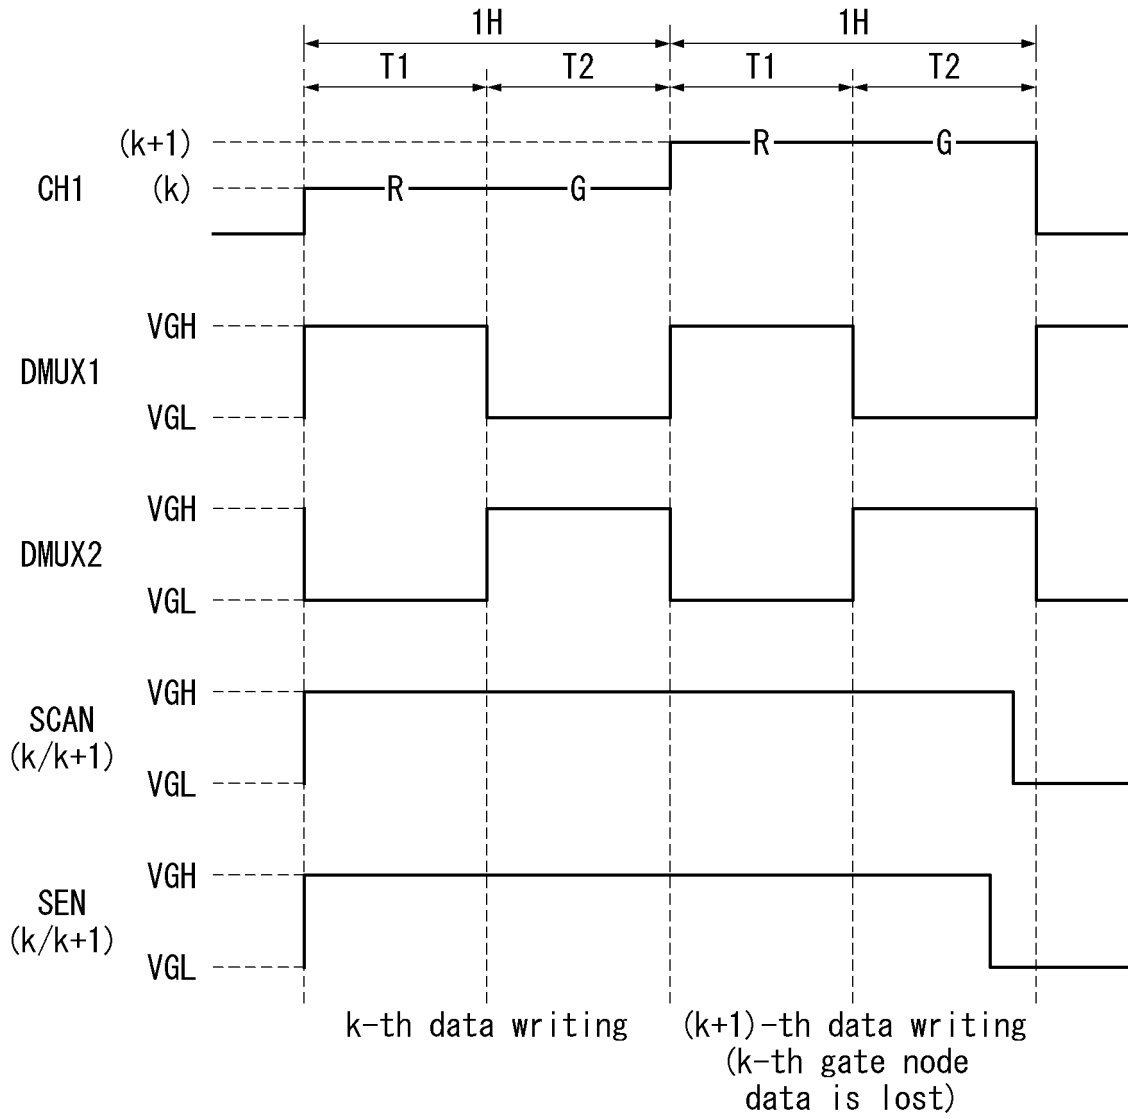 1H 1H
T1 T2 T1 T2
(k+1) R G
CH1 (k) R G
VGH
DMUX1
VGL
VGH
DMUX2
VGL
VGH
SCAN
(k/k+1)
VGL
VGH
SEN
(k/k+1)
VGL
k-th data writing (k+1)-th data writing
(k-th gate node
data is lost)